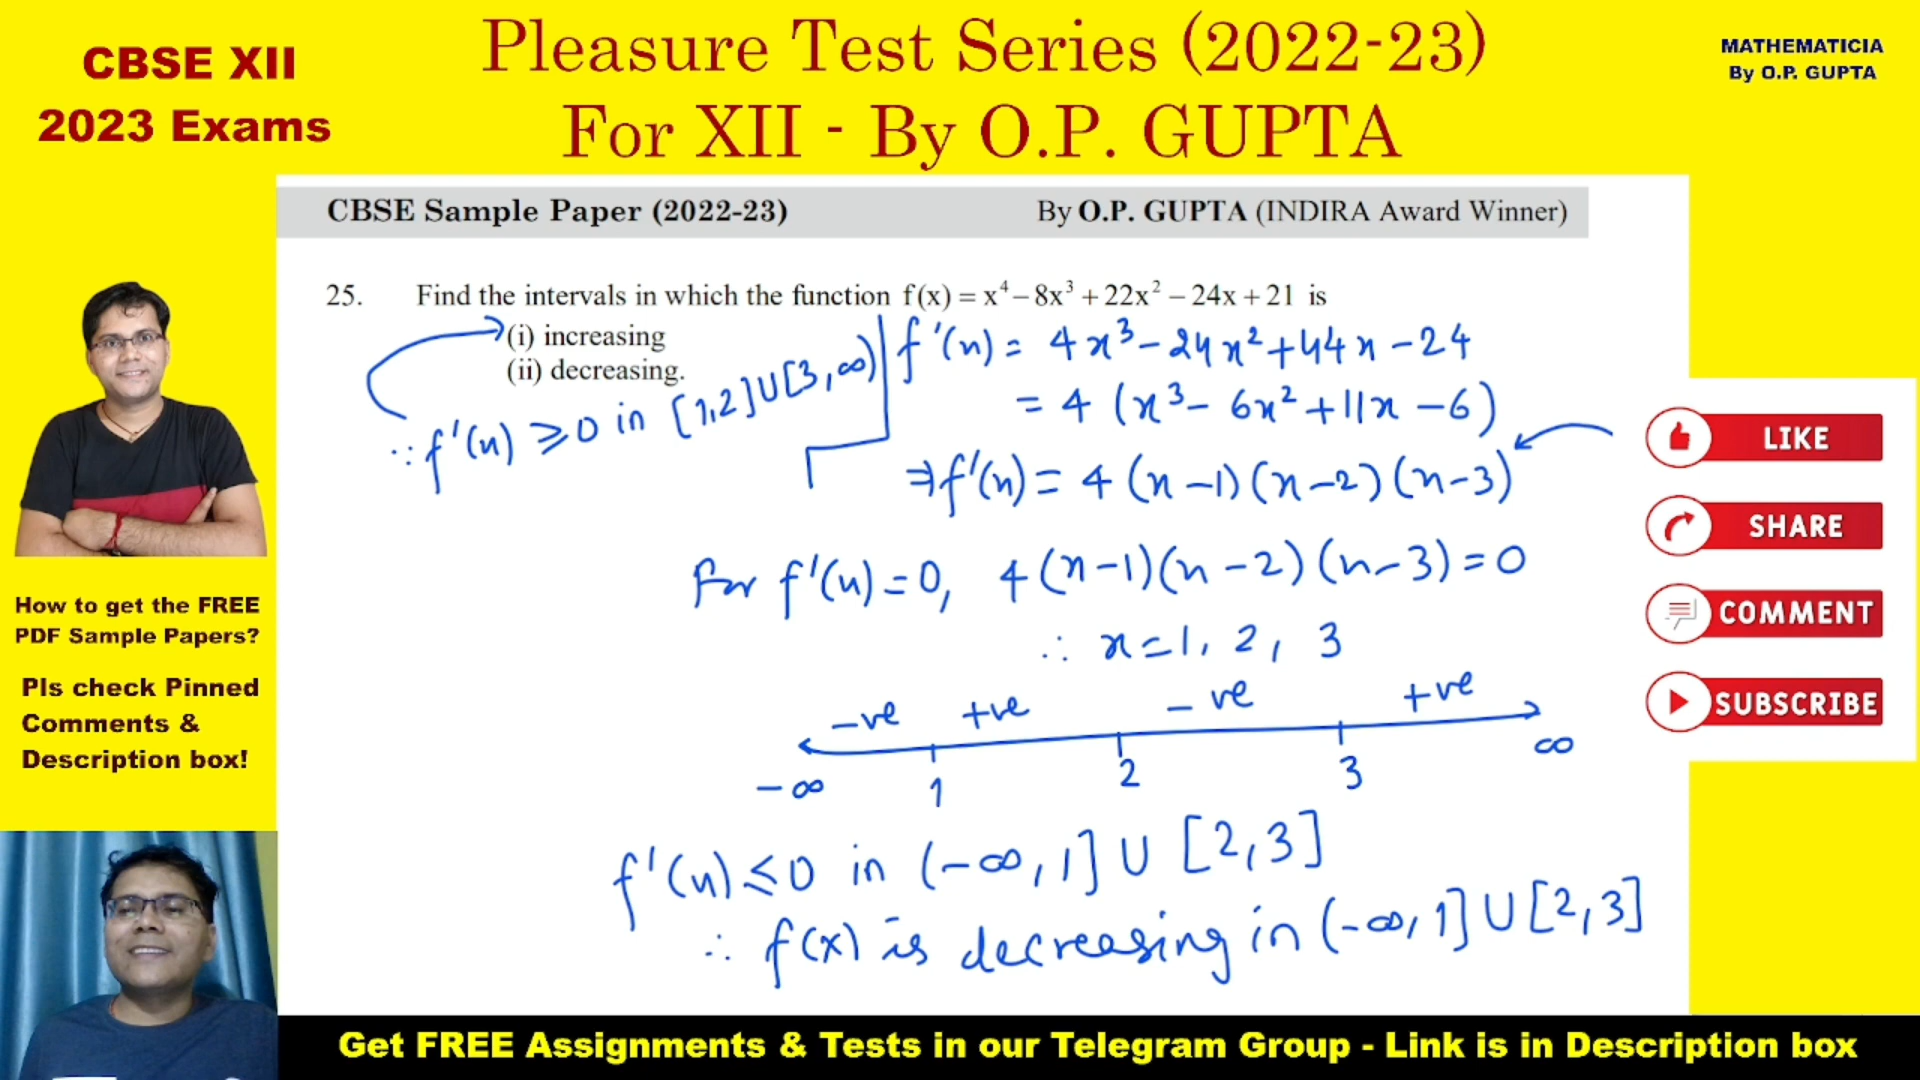 CBSE XII
2023 Exams
Pleasure Test Series (2022-23)
For XII - By O.P. GUPTA
MATHEMATICIA
By O.P. GUPTA
CBSE Sample Paper (2022-23) By O.P. GUPTA (INDIRA Award Winner)
25. Find the intervals in which the function f(x) = x⁴ – 8x³ + 22x² – 24x + 21 is
(i) increasing
(ii) decreasing.
∵ f'(x) ⩾ 0 in [1,2] ∪ [3, ∞)
f'(x) = 4x³ – 24x² + 44x – 24
= 4 (x³ – 6x² + 11x – 6)
⇒ f'(x) = 4 (x–1) (x–2) (x–3)
For f'(x) = 0, 4 (x–1)(x–2)(x–3) = 0
∴ x = 1, 2, 3
–ve +ve –ve +ve
–∞ 1 2 3 ∞
f'(x) ⩽ 0 in (–∞, 1] ∪ [2,3]
∴ f(x) is decreasing in (–∞, 1] ∪ [2,3]
How to get the FREE
PDF Sample Papers?
Pls check Pinned
Comments &
Description box!
LIKE
SHARE
COMMENT
SUBSCRIBE
Get FREE Assignments & Tests in our Telegram Group - Link is in Description box